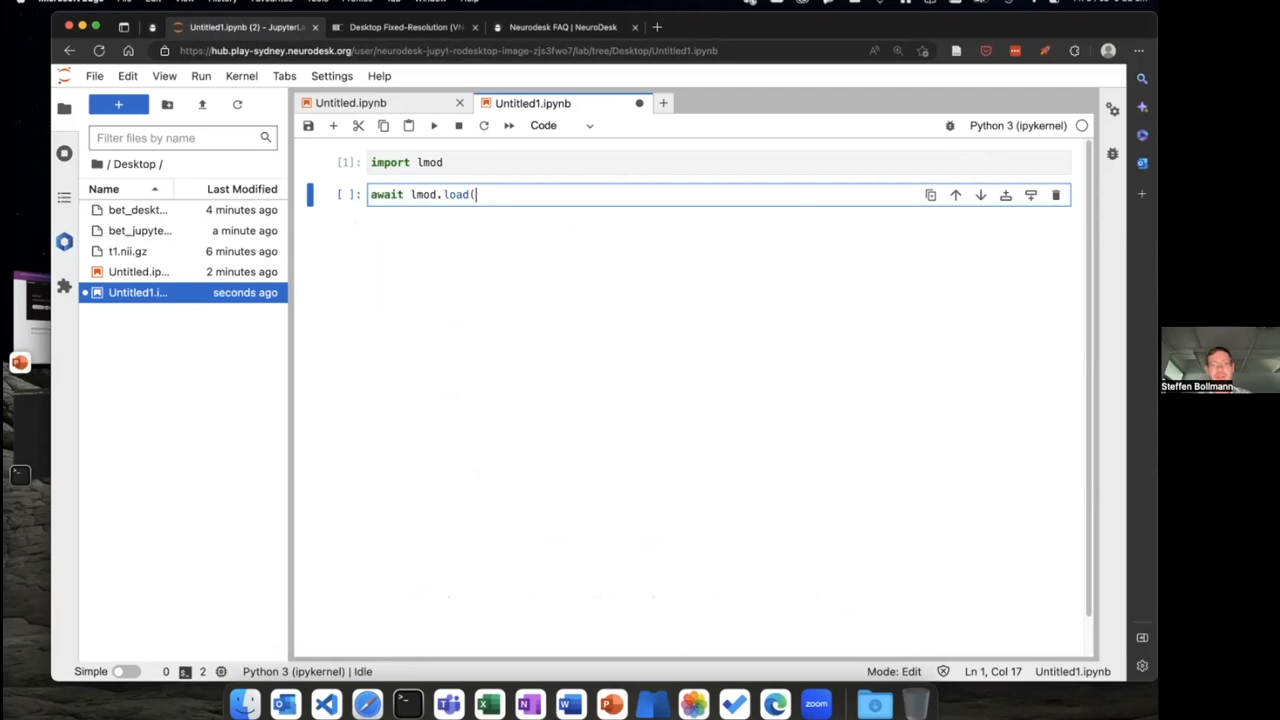 Untitled1.ipynb (2) - JupyterLa
Desktop Fixed-Resolution (VN
Neurodesk FAQ | NeuroDesk
https://hub.play-sydney.neurodesk.org/user/neurodesk-jupyt-rodesktop-image-zjs3fwo7/lab/tree/Desktop/Untitled1.ipynb
File Edit View Run Kernel Tabs Settings Help
Untitled.ipynb
Untitled1.ipynb
Code
Python 3 (ipykernel)
Filter files by name
/ Desktop /
Name Last Modified
bet_deskt... 4 minutes ago
bet_jupyte... a minute ago
t1.nii.gz 6 minutes ago
Untitled.ip... 2 minutes ago
Untitled1.i... seconds ago
[1]: import lmod
[ ]: await lmod.load(
Steffen Bollmann
Simple 0 2 Python 3 (ipykernel) | Idle
Mode: Edit Ln 1, Col 17 Untitled1.ipynb
zoom